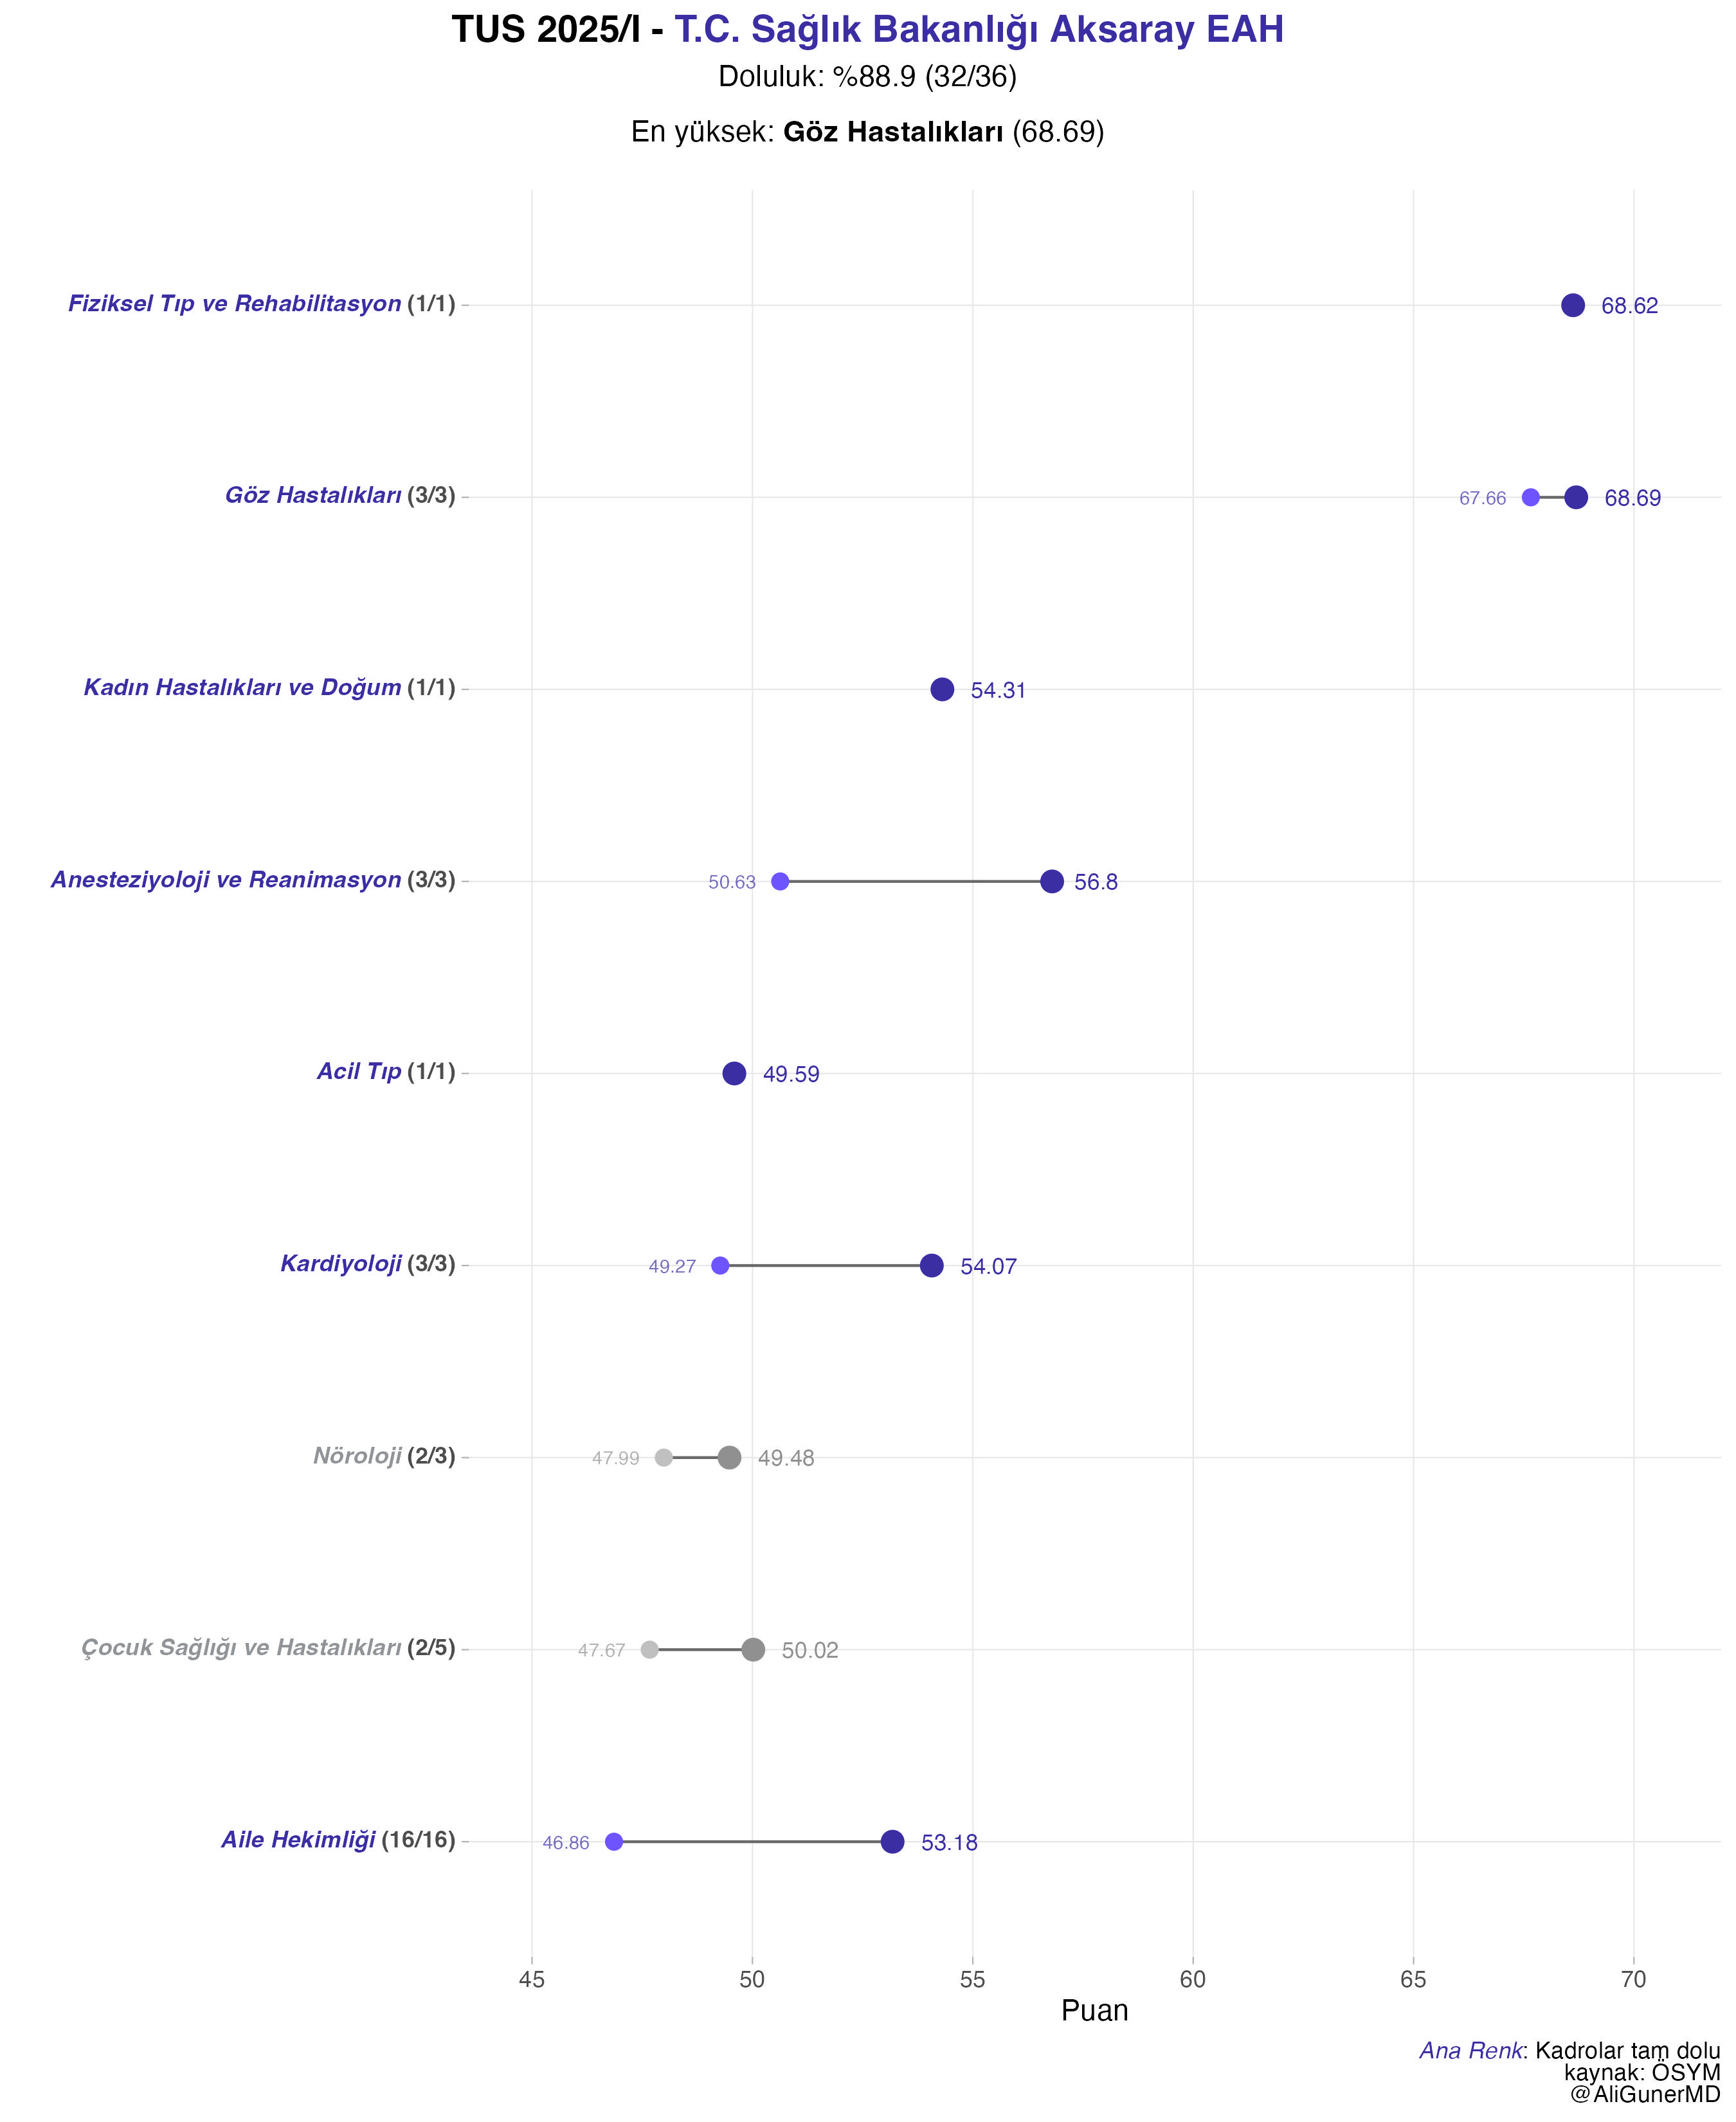 TUS 2025/I - T.C. Sağlık Bakanlığı Aksaray EAH
Doluluk: %88.9 (32/36)
En yüksek: Göz Hastalıkları (68.69)
Fiziksel Tıp ve Rehabilitasyon (1/1) 68.62
Göz Hastalıkları (3/3) 67.66 68.69
Kadın Hastalıkları ve Doğum (1/1) 54.31
Anesteziyoloji ve Reanimasyon (3/3) 50.63 56.8
Acil Tıp (1/1) 49.59
Kardiyoloji (3/3) 49.27 54.07
Nöroloji (2/3) 47.99 49.48
Çocuk Sağlığı ve Hastalıkları (2/5) 47.67 50.02
Aile Hekimliği (16/16) 46.86 53.18
45 50 55 60 65 70
Puan
Ana Renk: Kadrolar tam dolu
kaynak: ÖSYM
@AliGunerMD